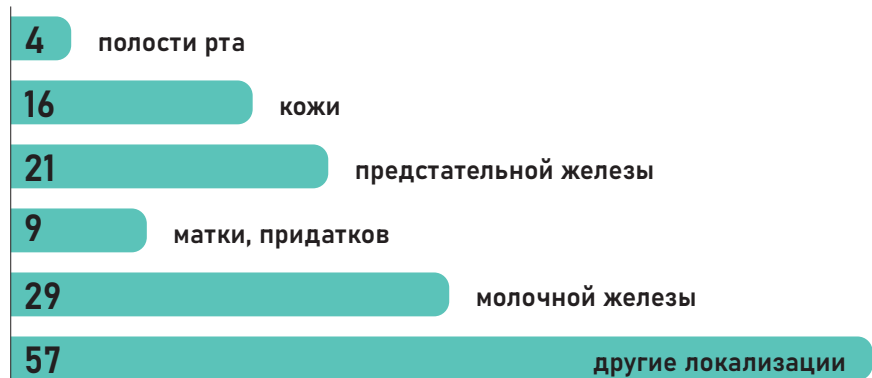 4 полости рта
16 кожи
21 предстательной железы
9 матки, придатков
29 молочной железы
57 другие локализации